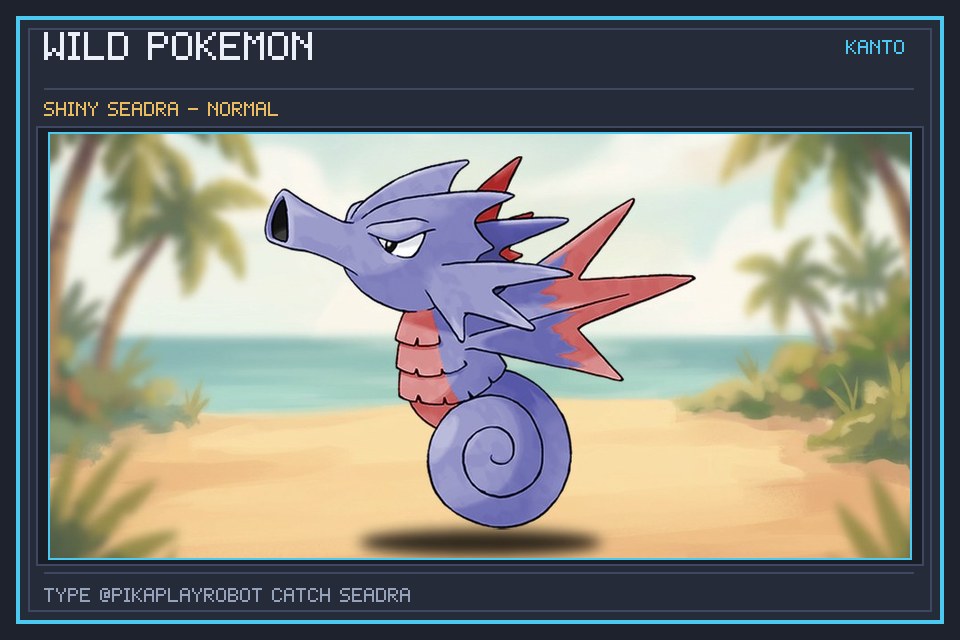 WILD POKEMON
KANTO
SHINY SEADRA - NORMAL
TYPE @PIKAPLAYROBOT CATCH SEADRA